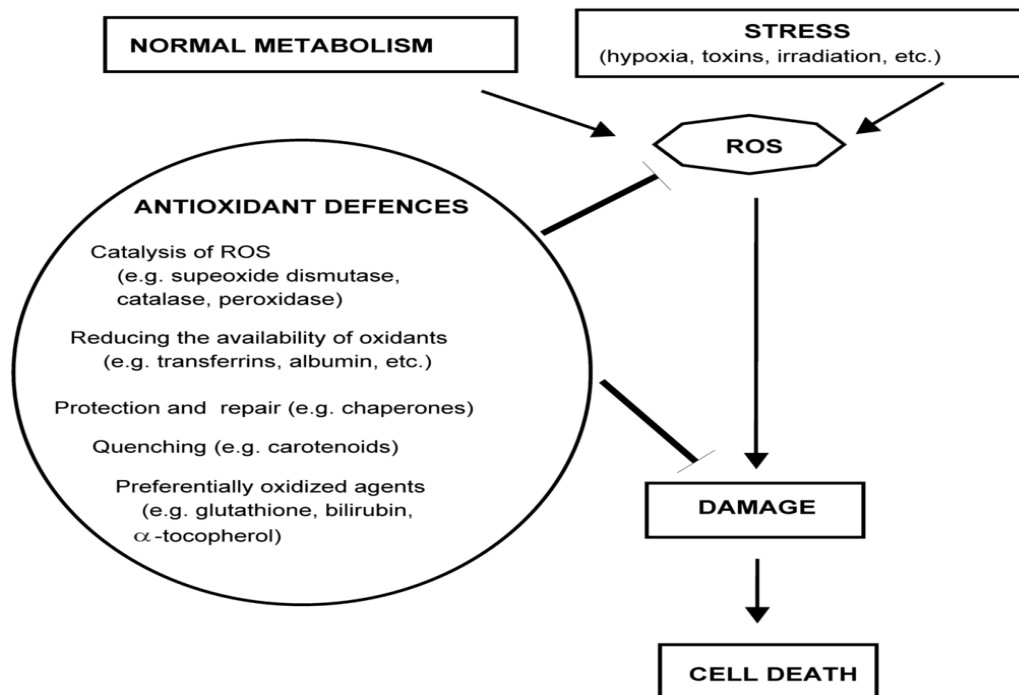 NORMAL METABOLISM
STRESS
(hypoxia, toxins, irradiation, etc.)
ROS
ANTIOXIDANT DEFENCES
Catalysis of ROS
(e.g. supeoxide dismutase,
catalase, peroxidase)
Reducing the availability of oxidants
(e.g. transferrins, albumin, etc.)
Protection and repair (e.g. chaperones)
Quenching (e.g. carotenoids)
Preferentially oxidized agents
(e.g. glutathione, bilirubin,
α-tocopherol)
DAMAGE
CELL DEATH